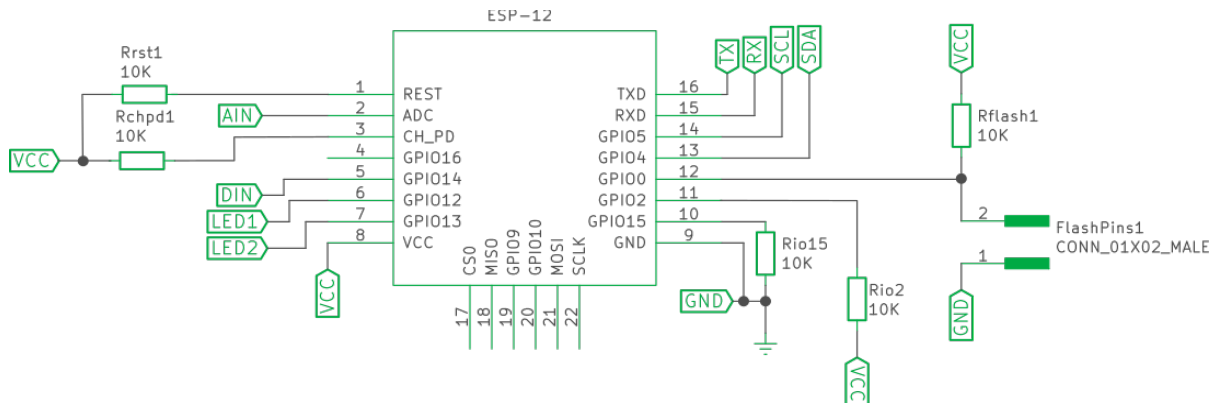 ESP-12
Rrst1
10K
Rchpd1
10K
VCC
AIN
DIN
LED1
LED2
VCC
1 REST
2 ADC
3 CH_PD
4 GPIO16
5 GPIO14
6 GPIO12
7 GPIO13
8 VCC
CS0
MISO
GPIO9
GPIO10
MOSI
SCLK
17
18
19
20
21
22
TXD 16
RXD 15
GPIO5 14
GPIO4 13
GPIO0 12
GPIO2 11
GPIO15 10
GND 9
TX
RX
SCL
SDA
GND
Rio15
10K
Rio2
10K
VCC
VCC
Rflash1
10K
2
1
FlashPins1
CONN_01X02_MALE
GND